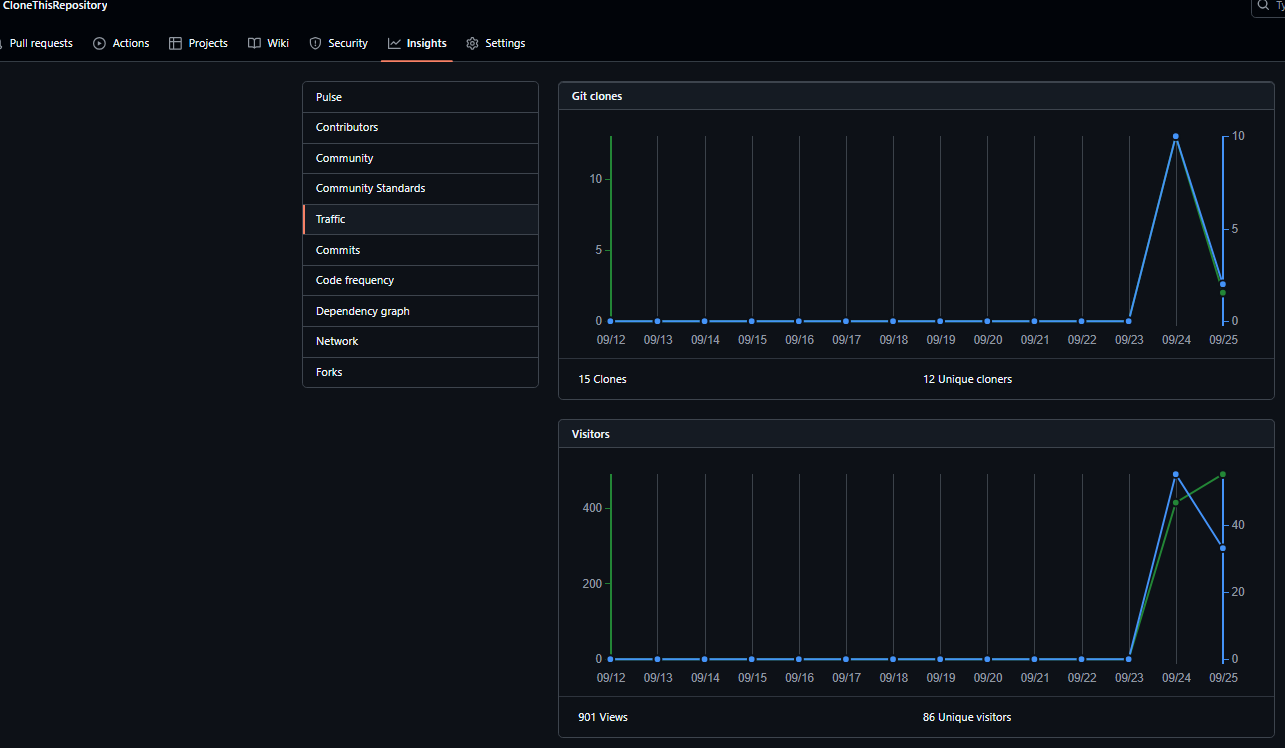 CloneThisRepository
Pull requests Actions Projects Wiki Security Insights Settings
Pulse
Contributors
Community
Community Standards
Traffic
Commits
Code frequency
Dependency graph
Network
Forks
Git clones
10
5
0
10
5
0
09/12 09/13 09/14 09/15 09/16 09/17 09/18 09/19 09/20 09/21 09/22 09/23 09/24 09/25
15 Clones 12 Unique cloners
Visitors
400
200
0
40
20
0
09/12 09/13 09/14 09/15 09/16 09/17 09/18 09/19 09/20 09/21 09/22 09/23 09/24 09/25
901 Views 86 Unique visitors